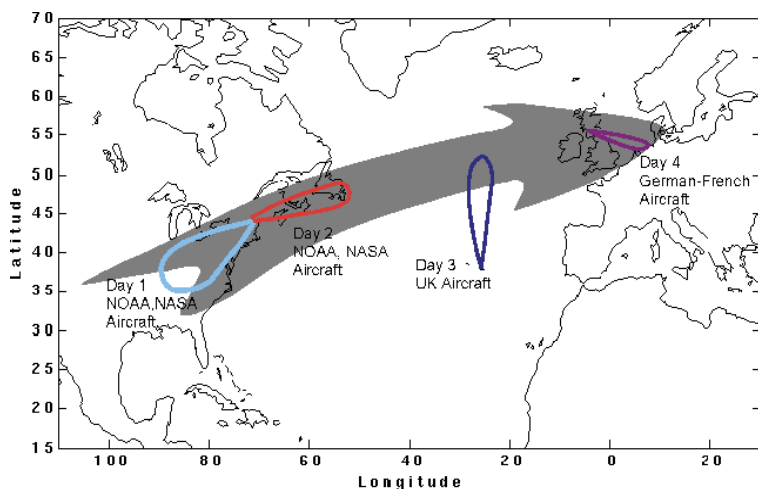 70
65
60
55
50
45
40
35
30
25
20
15
Latitude
Day 1
NOAA,NASA
Aircraft
Day 2
NOAA, NASA
Aircraft
Day 3
UK Aircraft
Day 4
German-French
Aircraft
100 80 60 40 20 0 20
Longitude